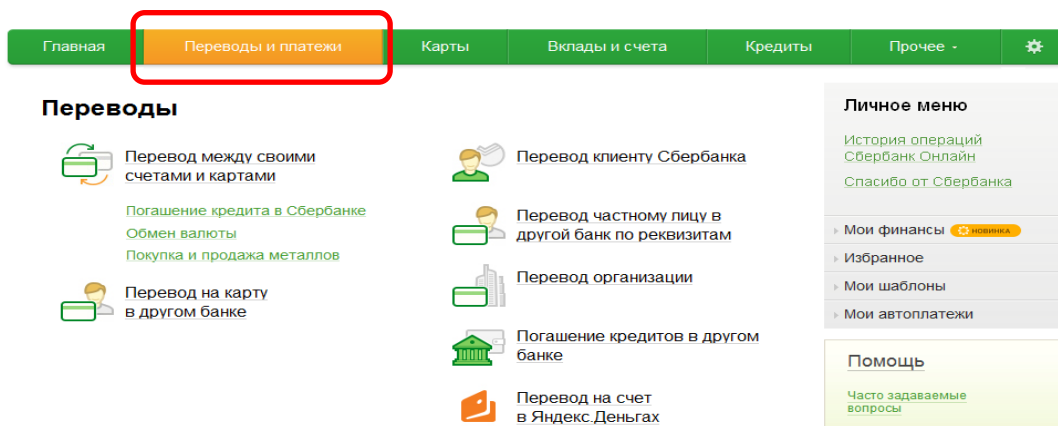 Главная Переводы и платежи Карты Вклады и счета Кредиты Прочее -
Переводы
Перевод между своими
счетами и картами
Погашение кредита в Сбербанке
Обмен валюты
Покупка и продажа металлов
Перевод на карту
в другом банке
Перевод клиенту Сбербанка
Перевод частному лицу в
другой банк по реквизитам
Перевод организации
Погашение кредитов в другом
банке
Перевод на счет
в Яндекс.Деньгах
Личное меню
История операций
Сбербанк Онлайн
Спасибо от Сбербанка
Мои финансы НОВИНКА
Избранное
Мои шаблоны
Мои автоплатежи
Помощь
Часто задаваемые
вопросы